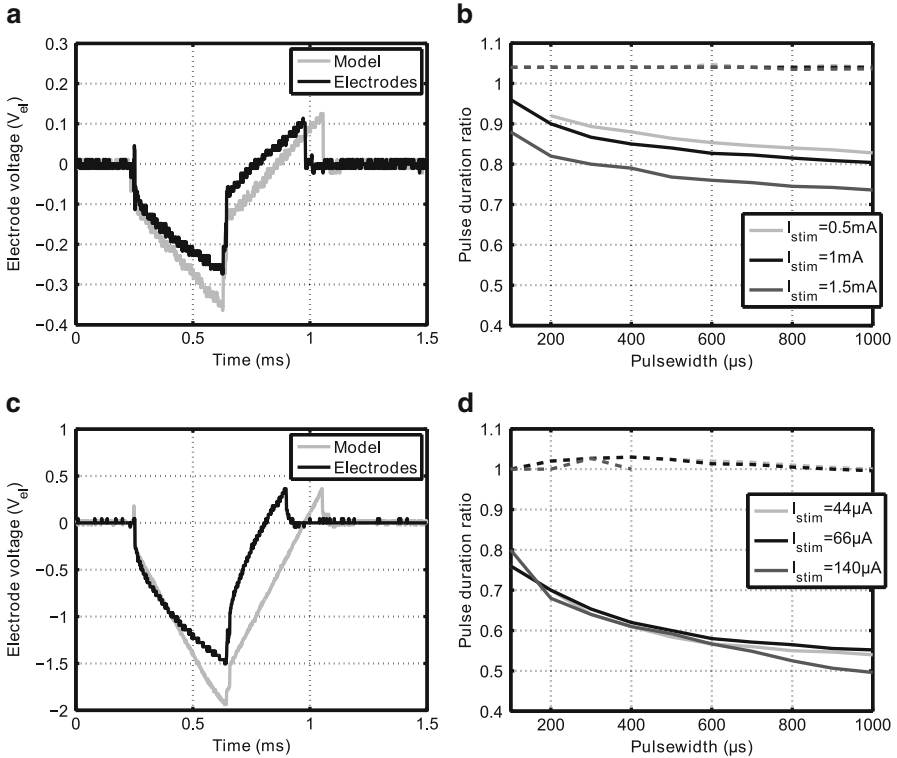 a
Electrode voltage (V_el)
0.3
0.2
0.1
0
−0.1
−0.2
−0.3
−0.4
0
0.5
1
1.5
Time (ms)
Model
Electrodes
b
Pulse duration ratio
1.1
1
0.9
0.8
0.7
0.6
0.5
0.4
200
400
600
800
1000
Pulsewidth (µs)
I_stim=0.5mA
I_stim=1mA
I_stim=1.5mA
c
Electrode voltage (V_el)
1
0.5
0
−0.5
−1
−1.5
−2
0
0.5
1
1.5
Time (ms)
Model
Electrodes
d
Pulse duration ratio
1.1
1
0.9
0.8
0.7
0.6
0.5
0.4
200
400
600
800
1000
Pulsewidth (µs)
I_stim=44µA
I_stim=66µA
I_stim=140µA